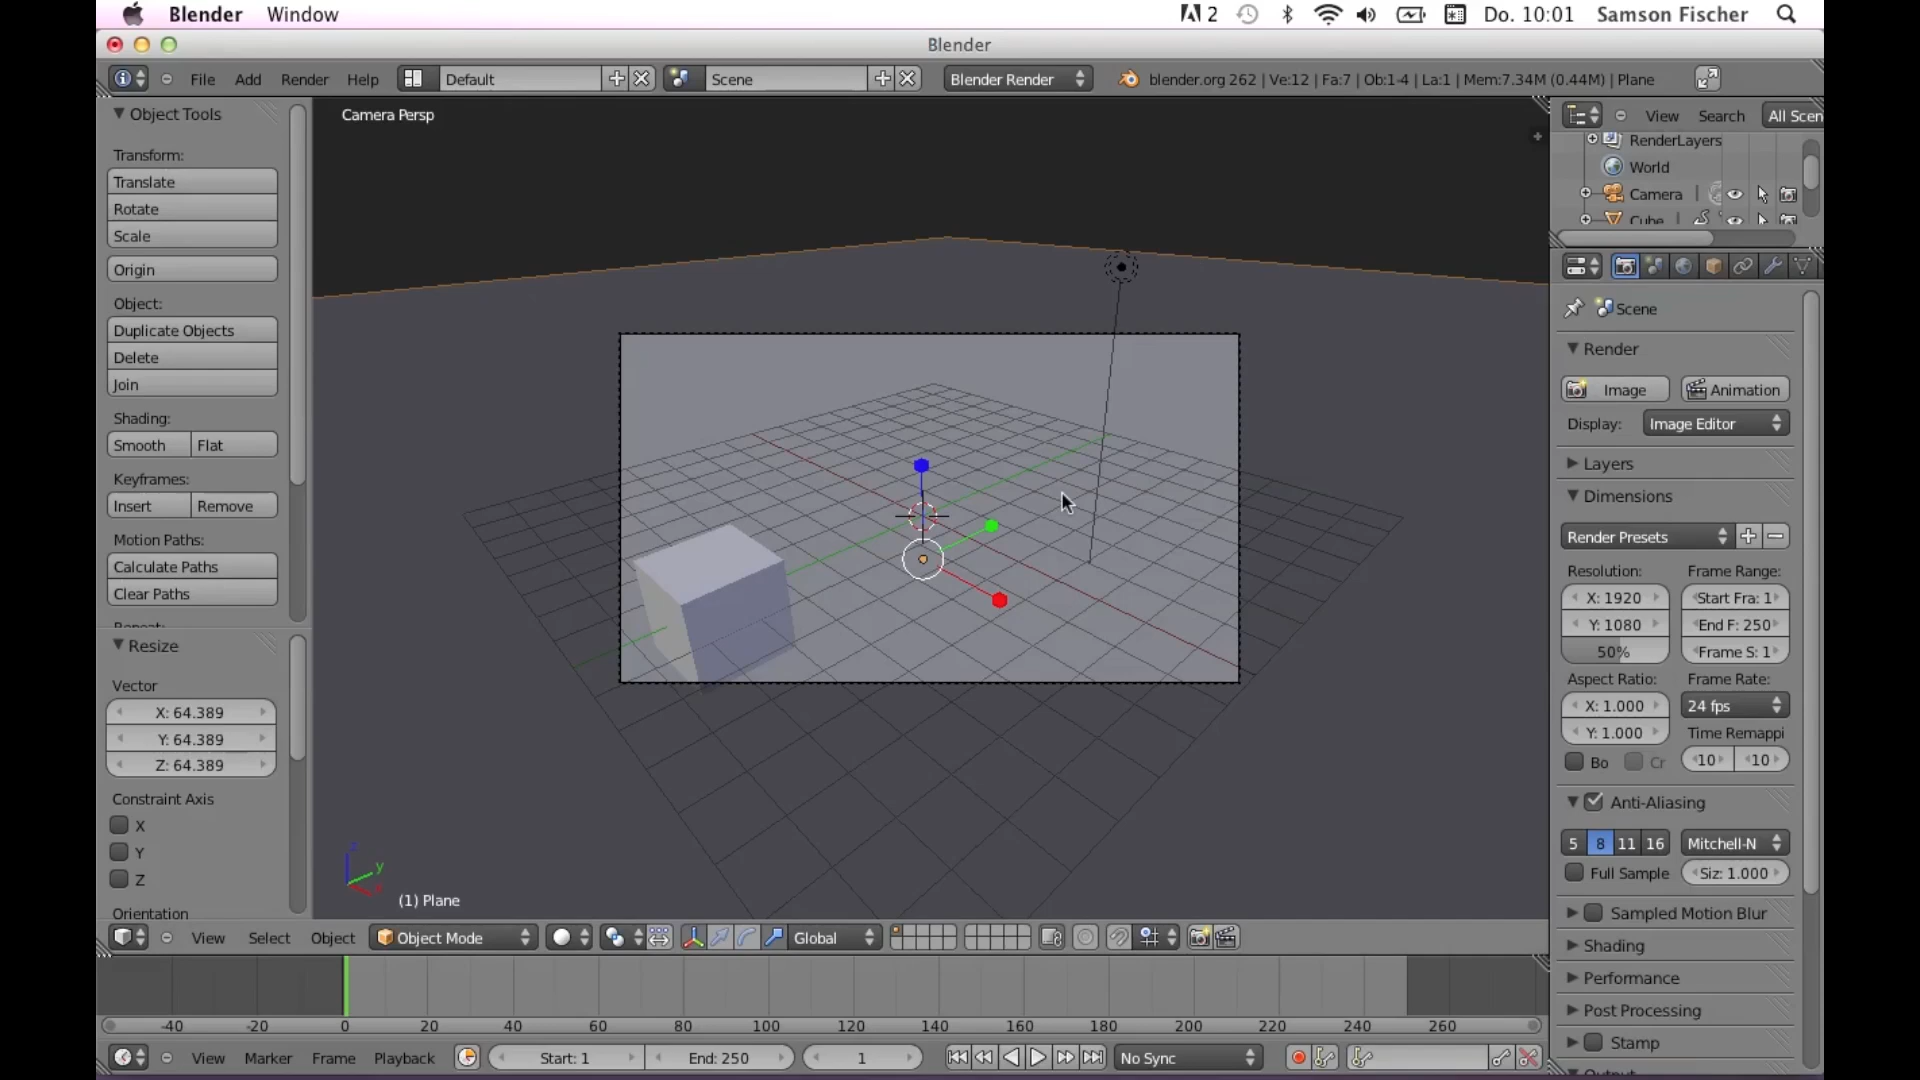 Blender Window
2 Do. 10:01 Samson Fischer
Blender
File Add Render Help Default Scene Blender Render blender.org 262 | Ve:12 | Fa:7 | Ob:1-4 | La:1 | Mem:7.34M (0.44M) | Plane
Object Tools
Transform:
Translate
Rotate
Scale
Origin
Object:
Duplicate Objects
Delete
Join
Shading:
Smooth Flat
Keyframes:
Insert Remove
Motion Paths:
Calculate Paths
Clear Paths
Repeat:
Resize
Vector
X: 64.389
Y: 64.389
Z: 64.389
Constraint Axis
X
Y
Z
Orientation
Camera Persp
z
y
(1) Plane
View Select Object Object Mode Global
-40 -20 0 20 40 60 80 100 120 140 160 180 200 220 240 260
View Marker Frame Playback Start: 1 End: 250 1 No Sync
View Search All Scen
RenderLayers
World
Camera
Cube
Scene
Render
Image Animation
Display: Image Editor
Layers
Dimensions
Render Presets
Resolution: Frame Range:
X: 1920 Start Fra: 1
Y: 1080 End F: 250
50% Frame S: 1
Aspect Ratio: Frame Rate:
X: 1.000 24 fps
Y: 1.000 Time Remappi
Bo Cr 10 10
Anti-Aliasing
5 8 11 16 Mitchell-N
Full Sample Siz: 1.000
Sampled Motion Blur
Shading
Performance
Post Processing
Stamp
Output